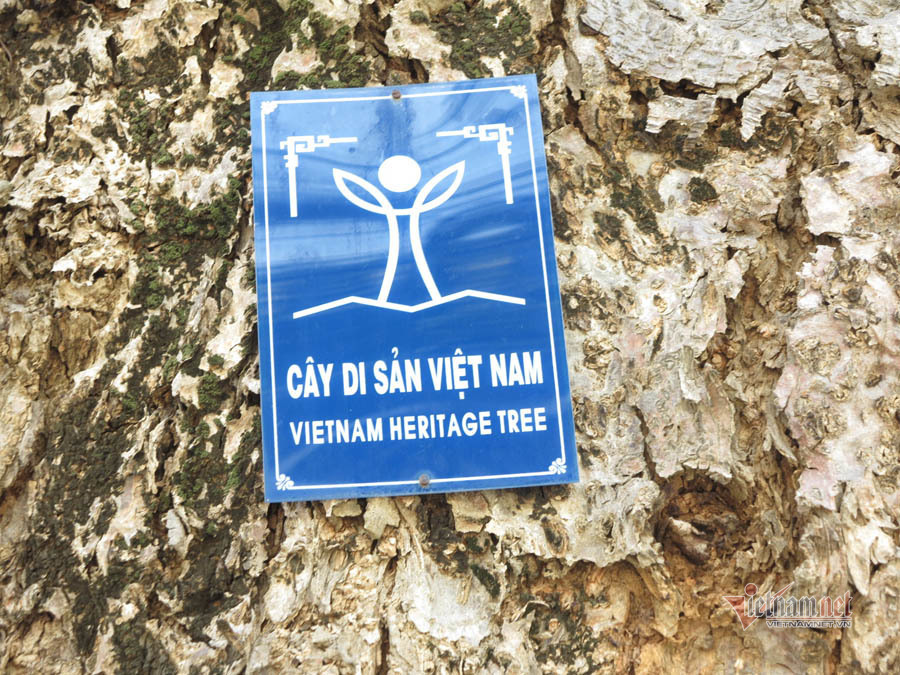 CÂY DI SẢN VIỆT NAM
VIETNAM HERITAGE TREE
vietnamnet
VIETNAMNET.VN